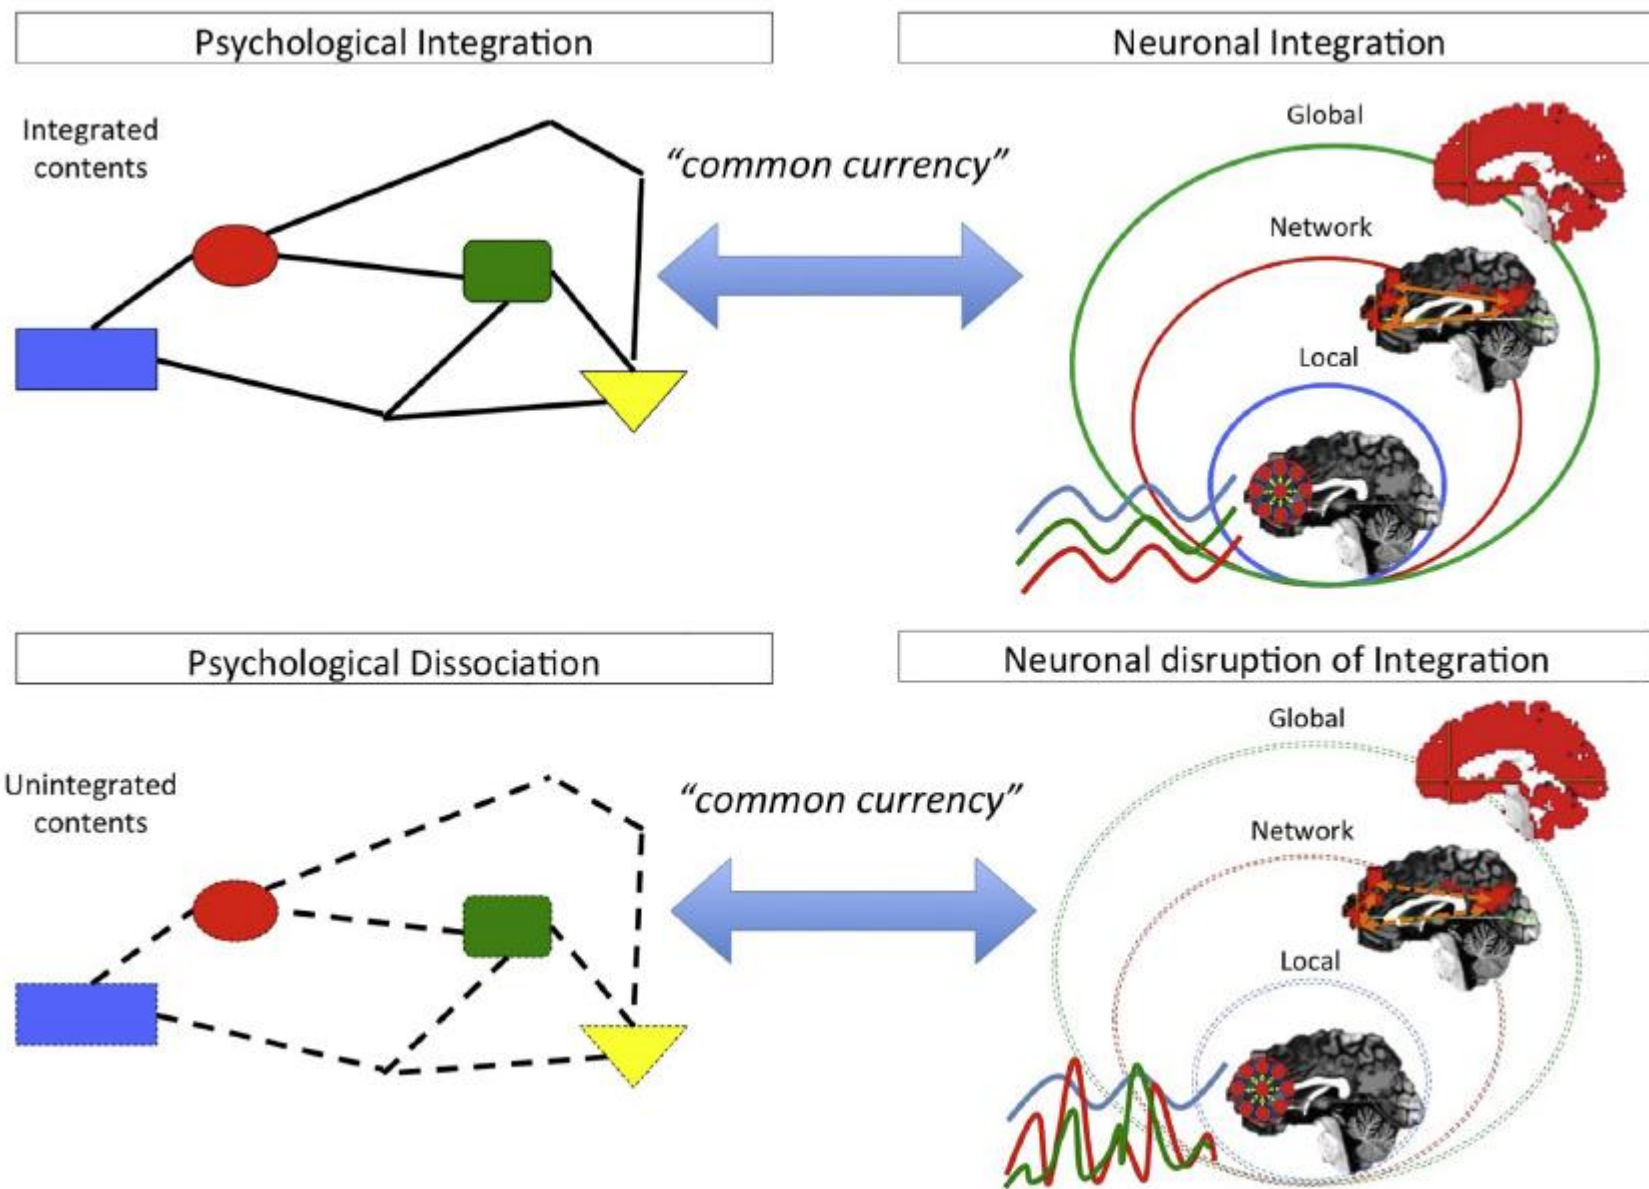 Psychological Integration
Neuronal Integration
Integrated
contents
"common currency"
Global
Network
Local
Psychological Dissociation
Neuronal disruption of Integration
Unintegrated
contents
"common currency"
Global
Network
Local